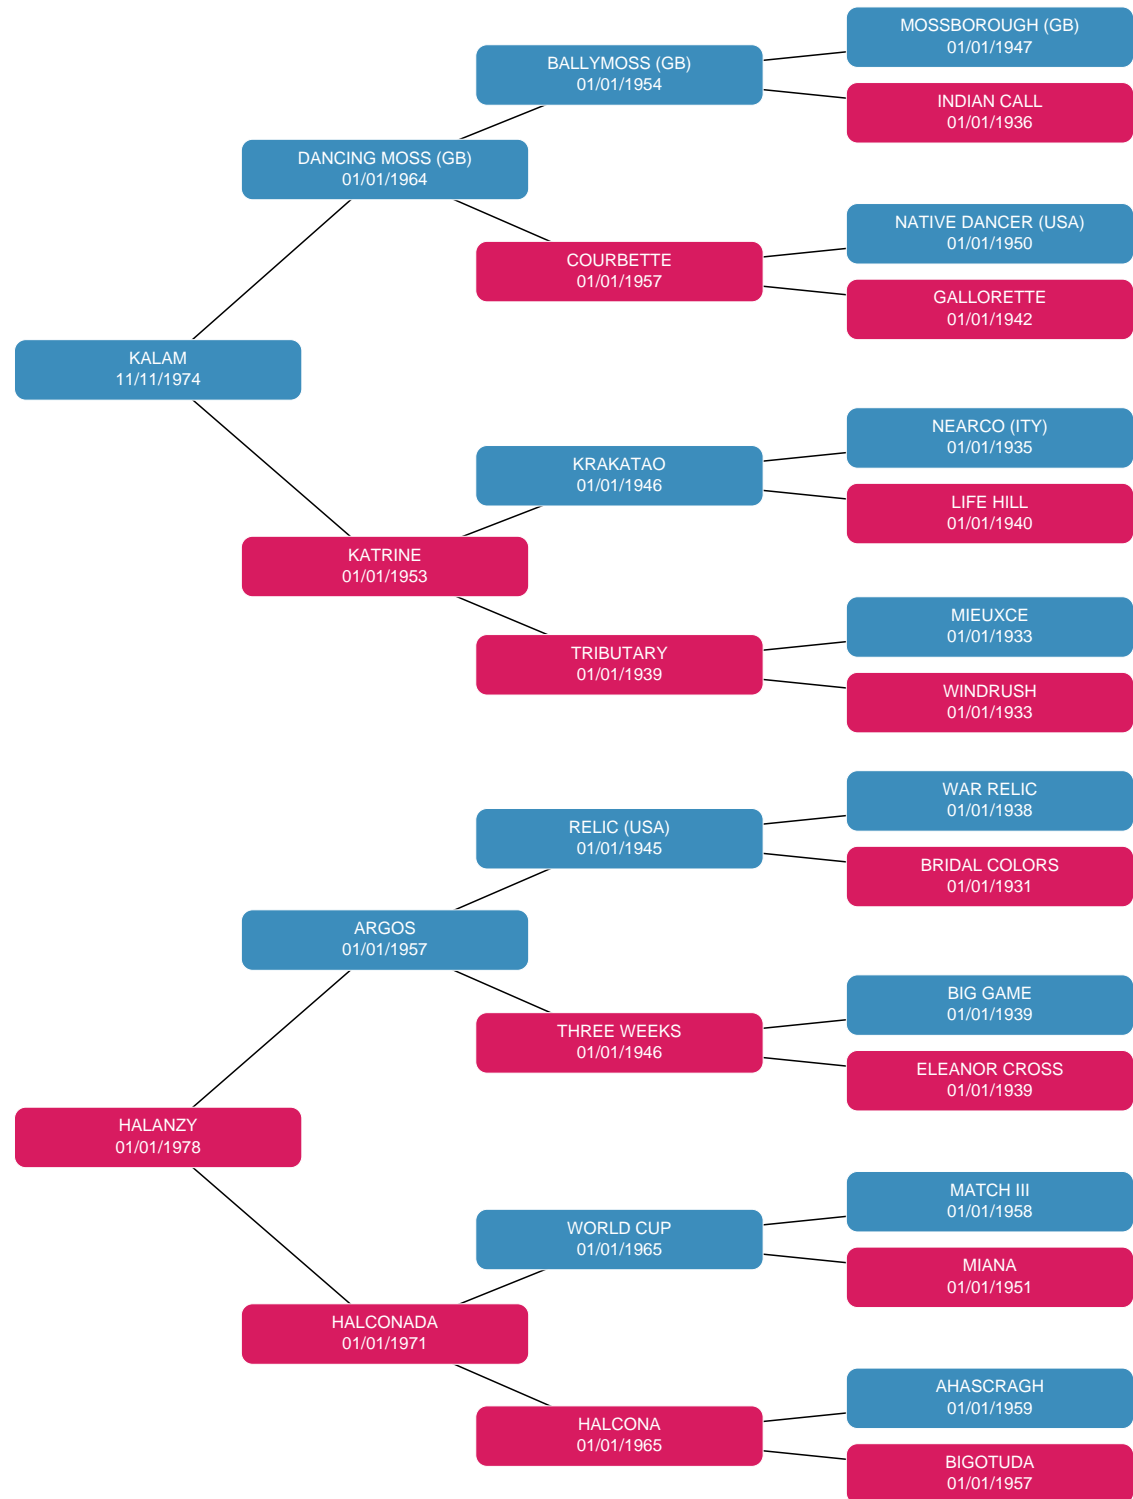 MOSSBOROUGH (GB)
01/01/1947
BALLYMOSS (GB)
01/01/1954
INDIAN CALL
01/01/1936
DANCING MOSS (GB)
01/01/1964
NATIVE DANCER (USA)
01/01/1950
COURBETTE
01/01/1957
GALLORETTE
01/01/1942
KALAM
11/11/1974
NEARCO (ITY)
01/01/1935
KRAKATAO
01/01/1946
LIFE HILL
01/01/1940
KATRINE
01/01/1953
MIEUXCE
01/01/1933
TRIBUTARY
01/01/1939
WINDRUSH
01/01/1933
WAR RELIC
01/01/1938
RELIC (USA)
01/01/1945
BRIDAL COLORS
01/01/1931
ARGOS
01/01/1957
BIG GAME
01/01/1939
THREE WEEKS
01/01/1946
ELEANOR CROSS
01/01/1939
HALANZY
01/01/1978
MATCH III
01/01/1958
WORLD CUP
01/01/1965
MIANA
01/01/1951
HALCONADA
01/01/1971
AHASCRAGH
01/01/1959
HALCONA
01/01/1965
BIGOTUDA
01/01/1957